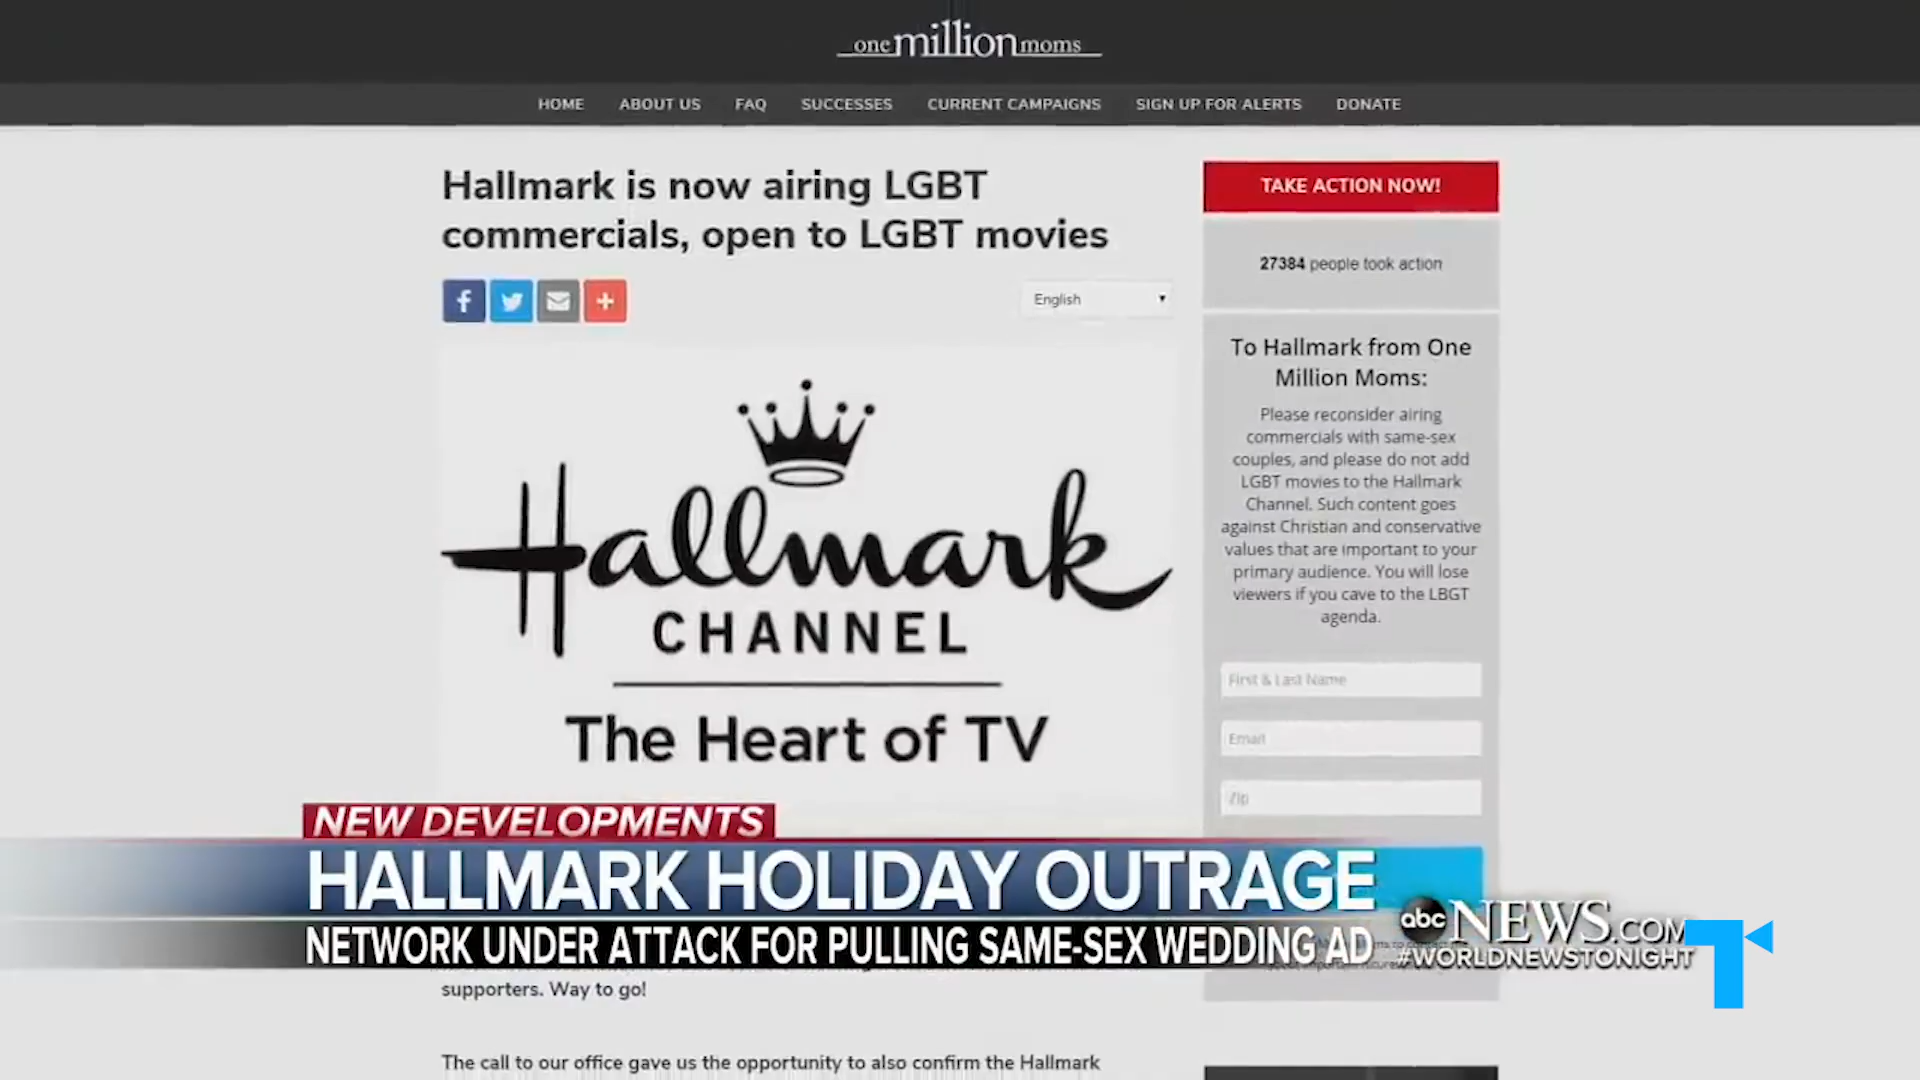 one million moms
HOME ABOUT US FAQ SUCCESSES CURRENT CAMPAIGNS SIGN UP FOR ALERTS DONATE
Hallmark is now airing LGBT
commercials, open to LGBT movies
English
Hallmark
CHANNEL
The Heart of TV
TAKE ACTION NOW!
27384 people took action
To Hallmark from One
Million Moms:
Please reconsider airing
commercials with same-sex
couples, and please do not add
LGBT movies to the Hallmark
Channel. Such content goes
against Christian and conservative
values that are important to your
primary audience. You will lose
viewers if you cave to the LBGT
agenda.
First & Last Name
Email
Zip
NEW DEVELOPMENTS
HALLMARK HOLIDAY OUTRAGE
NETWORK UNDER ATTACK FOR PULLING SAME-SEX WEDDING AD
abc NEWS.COM
#WORLDNEWSTONIGHT
T
supporters. Way to go!
The call to our office gave us the opportunity to also confirm the Hallmark